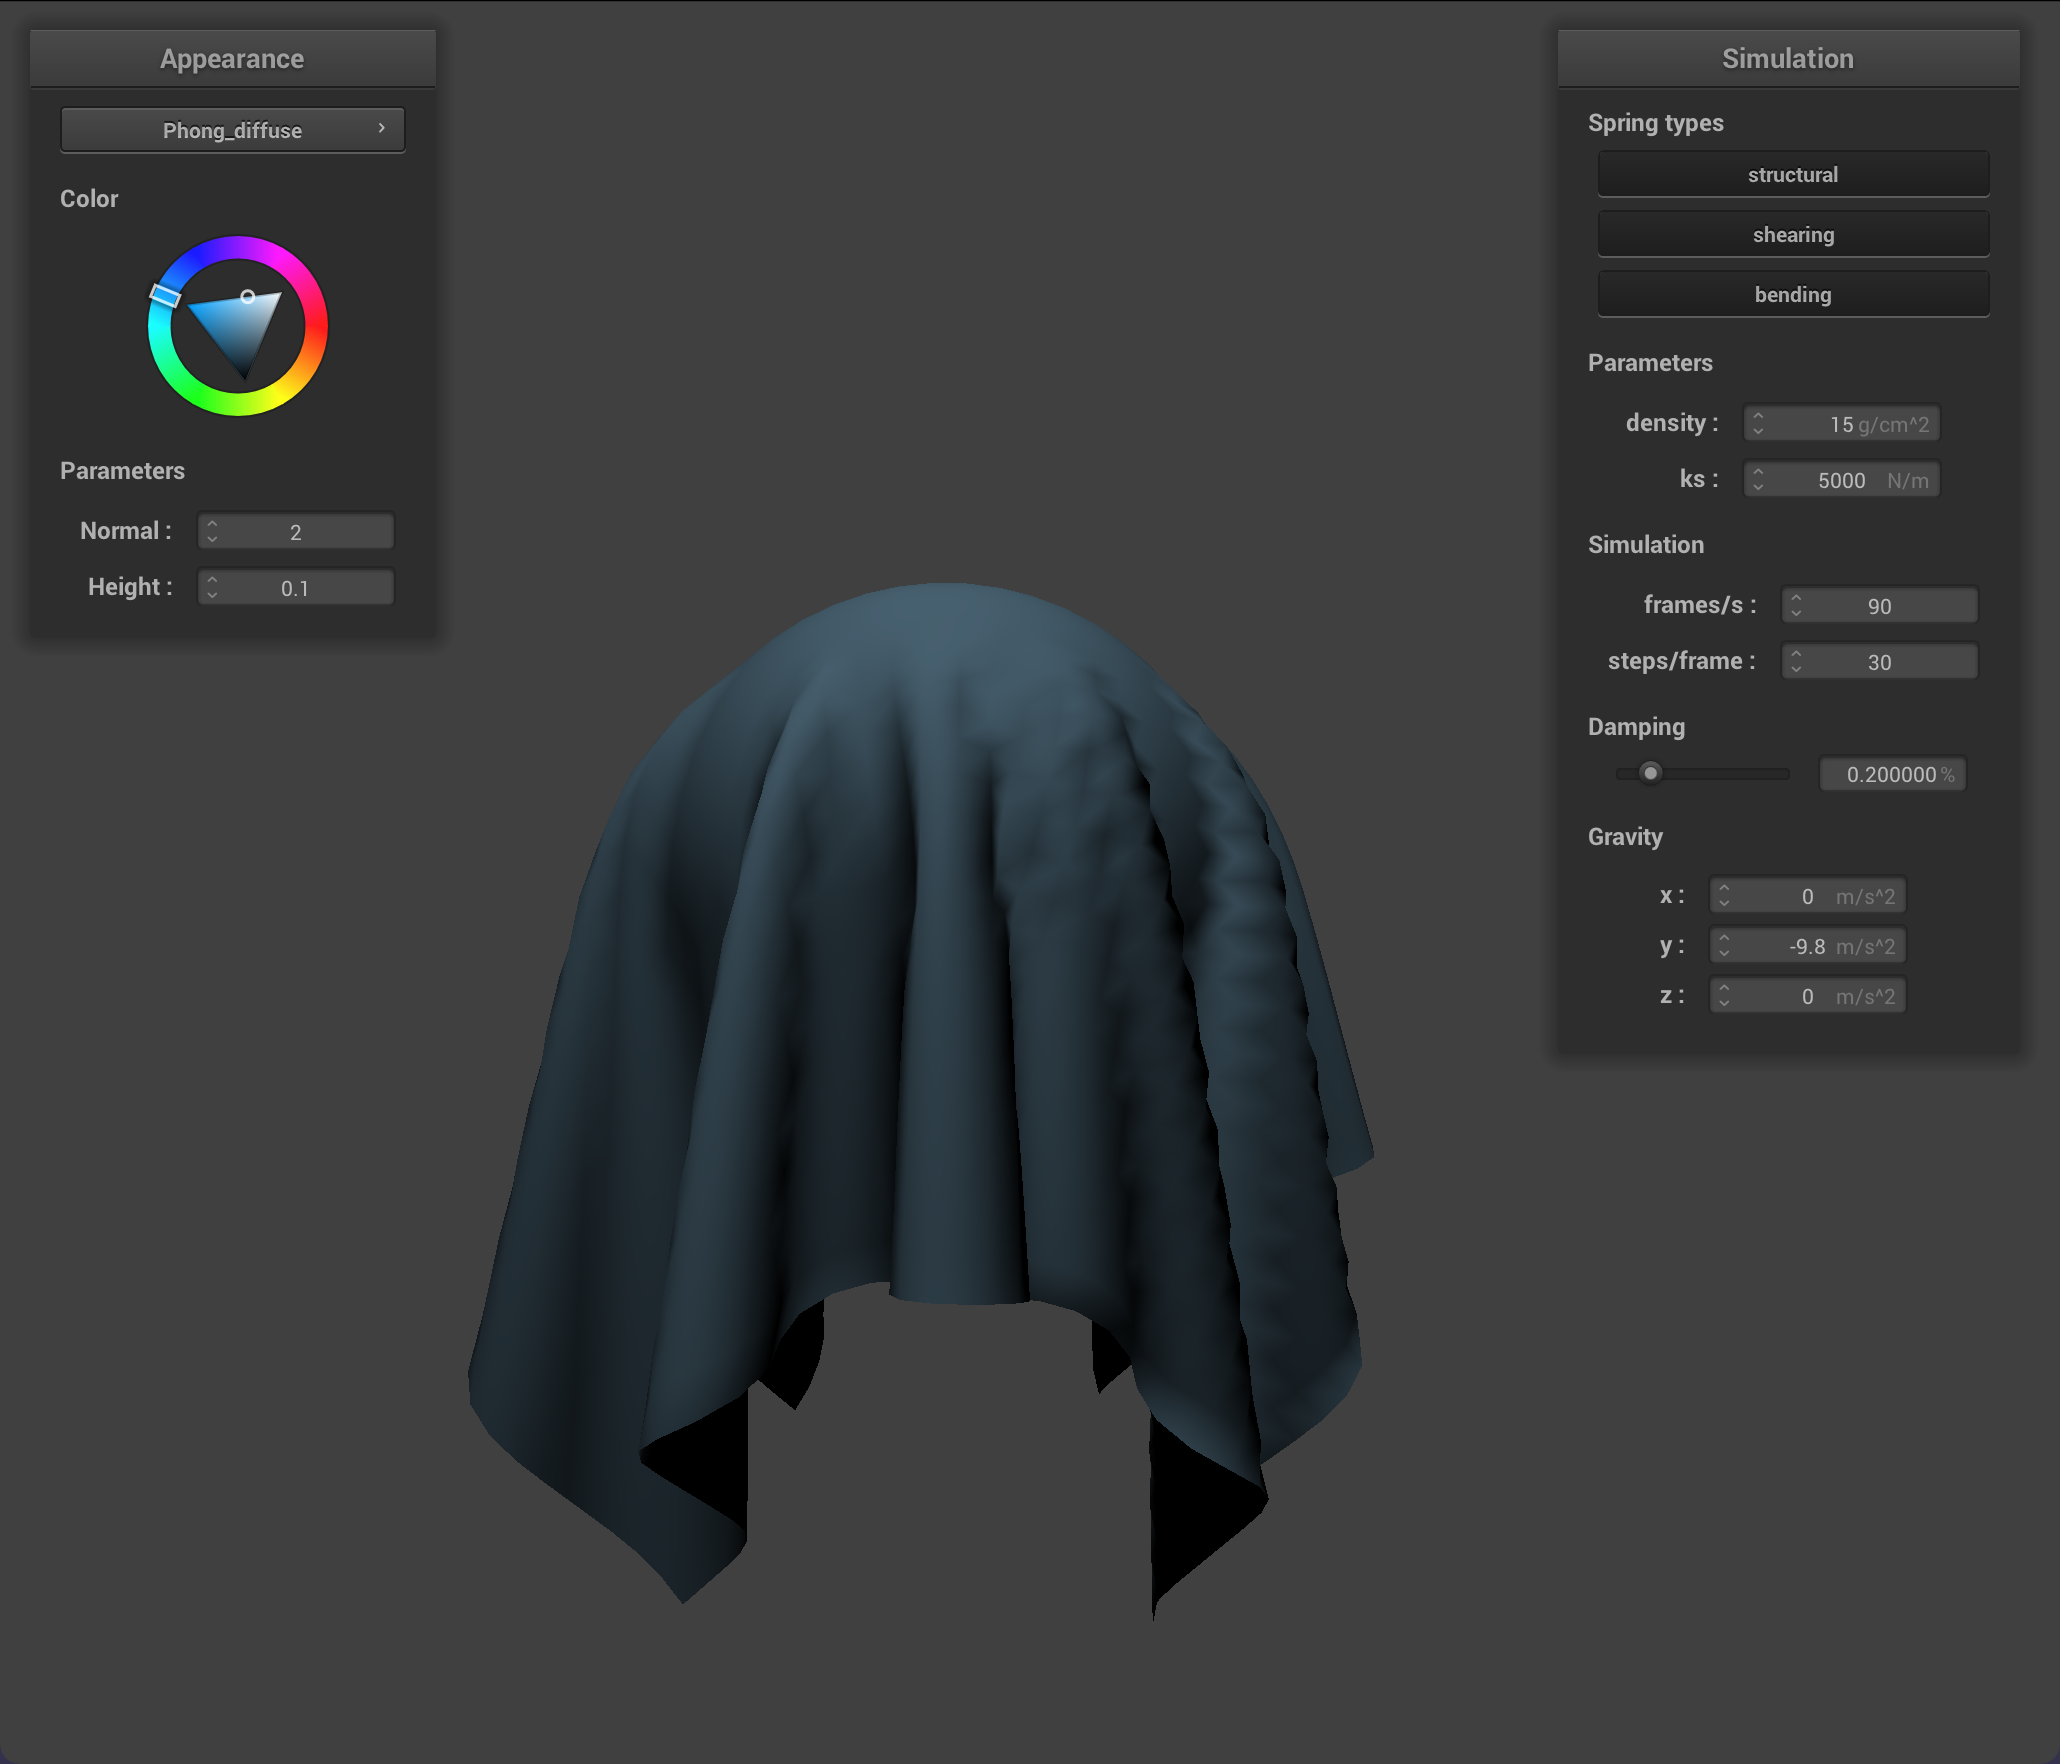 Appearance
Phong_diffuse >
Color
Parameters
Normal : 2
Height : 0.1
Simulation
Spring types
structural
shearing
bending
Parameters
density : 15 g/cm^2
ks : 5000 N/m
Simulation
frames/s : 90
steps/frame : 30
Damping
0.200000 %
Gravity
x : 0 m/s^2
y : -9.8 m/s^2
z : 0 m/s^2